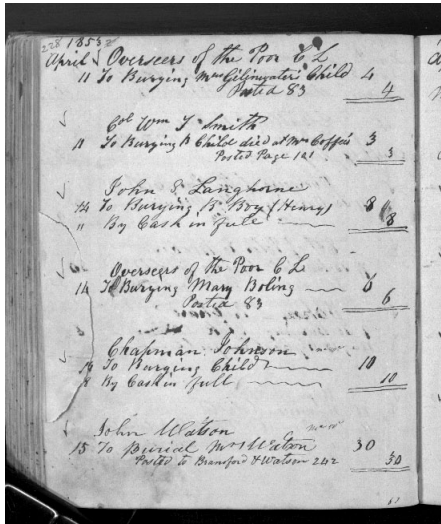 228 1853
April Overseers of the Poor C L
11 To Burying Mrs Gilinwater's Child 4
Posted 83 4
Col Wm T Smith
11 To Burying B Child died at Mrs Coffin's 3
Posted Page 121 3
John S Langhorne
14 To Burying B Boy (Henry) 8
" By Cash in full 8
Overseers of the Poor C L
14 To Burying Mary Boling 6
Posted 83 6
Chapman Johnson
14 To Burying Child 10
" By Cash in full 10
John Watson
15 To Burial Mrs Watson 30
Posted to Bransford & Watson 242 30